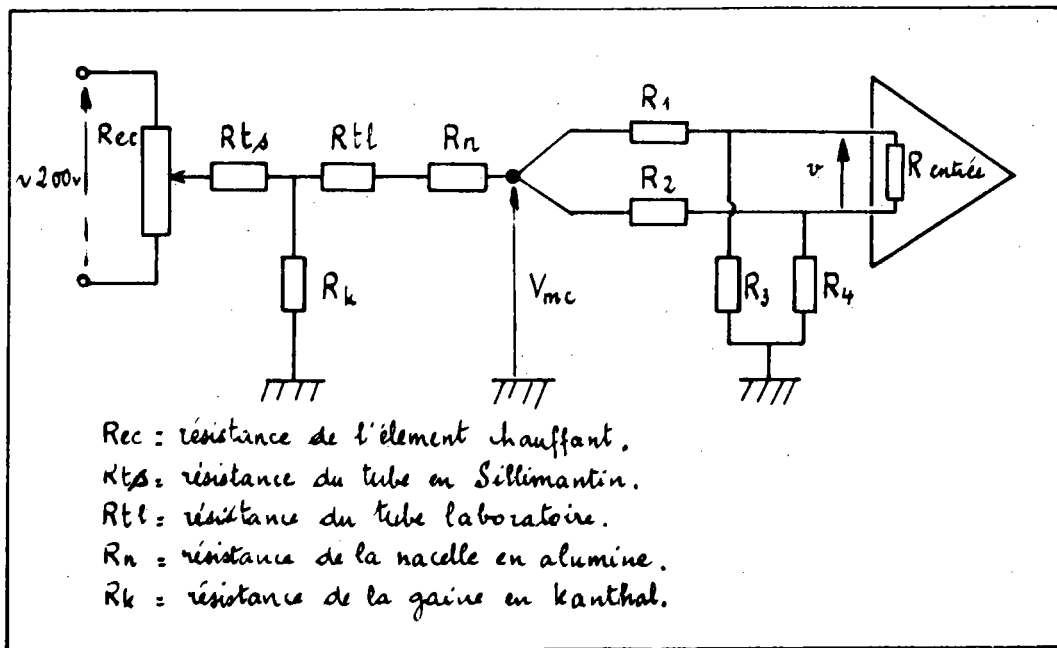 R1
Rec
Rts
Rtl
Rn
~200v
R2
v
R entrée
Rk
Vmc
R3
R4
Rec = résistance de l'élement chauffant.
Rts = résistance du tube en Sillimantin.
Rtl = résistance du tube laboratoire.
Rn = résistance de la nacelle en alumine.
Rk = résistance de la gaine en Kanthal.